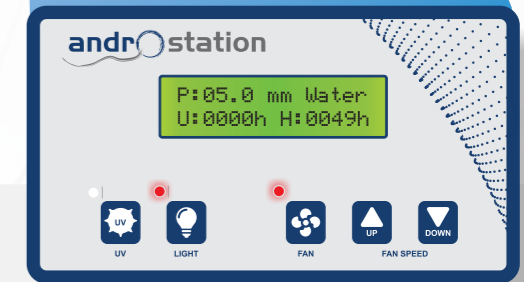 androstation
P:05.0 mm Water
U:0000h H:0049h
UV
UP
DOWN
UV
LIGHT
FAN
FAN SPEED